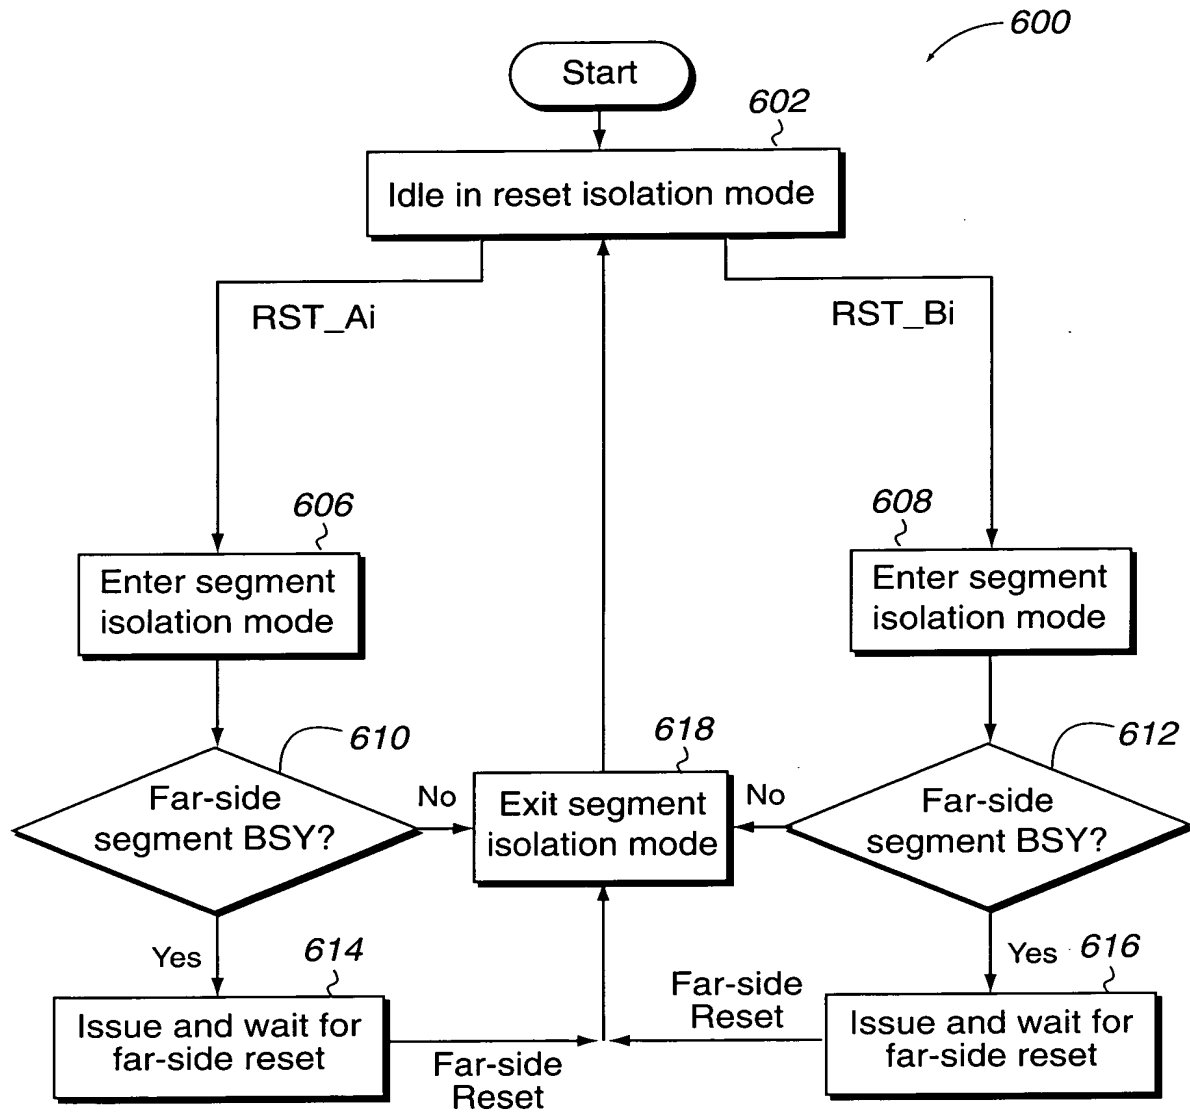 600
Start
602
Idle in reset isolation mode
RST_Ai
RST_Bi
606
608
Enter segment
isolation mode
Enter segment
isolation mode
610
618
612
Far-side
segment BSY?
No
Exit segment
isolation mode
No
Far-side
segment BSY?
Yes
614
Yes
616
Issue and wait for
far-side reset
Far-side
Reset
Far-side
Reset
Issue and wait for
far-side reset